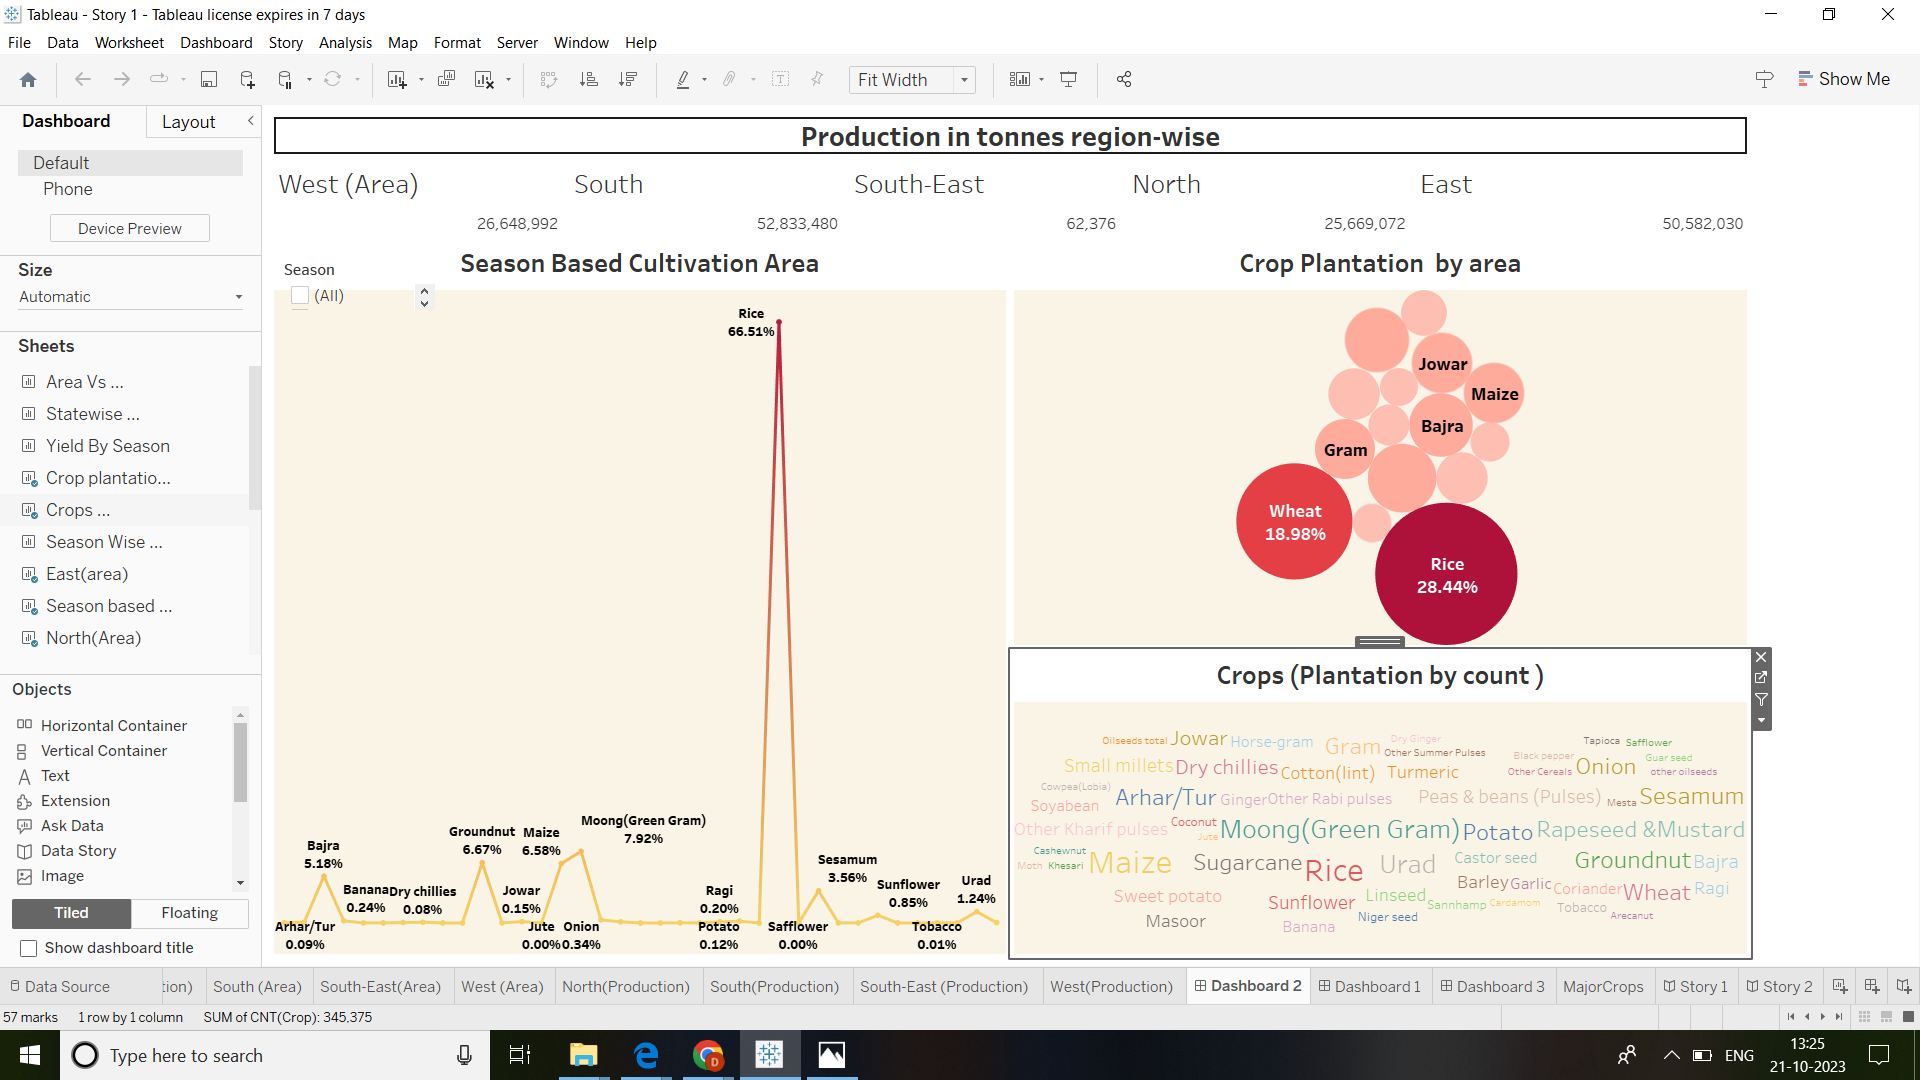 Tableau - Story 1 - Tableau license expires in 7 days
File Data Worksheet Dashboard Story Analysis Map Format Server Window Help
Fit Width
Show Me
Dashboard
Layout
Default
Phone
Device Preview
Size
Automatic
Sheets
Area Vs ...
Statewise ...
Yield By Season
Crop plantatio...
Crops ...
Season Wise ...
East(area)
Season based ...
North(Area)
Objects
Horizontal Container
Vertical Container
Text
Extension
Ask Data
Data Story
Image
Tiled
Floating
Show dashboard title
Production in tonnes region-wise
West (Area) South South-East North East
26,648,992 52,833,480 62,376 25,669,072 50,582,030
Season
(All)
Season Based Cultivation Area
Rice
66.51%
Bajra
5.18%
Groundnut
6.67%
Maize
6.58%
Moong(Green Gram)
7.92%
Banana
0.24%
Dry chillies
0.08%
Jowar
0.15%
Ragi
0.20%
Sesamum
3.56%
Sunflower
0.85%
Urad
1.24%
Arhar/Tur
0.09%
Jute
0.00%
Onion
0.34%
Potato
0.12%
Safflower
0.00%
Tobacco
0.01%
Crop Plantation by area
Jowar
Maize
Bajra
Gram
Wheat
18.98%
Rice
28.44%
Crops (Plantation by count )
Oilseeds total Jowar Horse-gram Gram Dry Ginger Tapioca Safflower
Other Summer Pulses Black pepper Guar seed
Small millets Dry chillies Cotton(lint) Turmeric Other Cereals Onion other oilseeds
Cowpea(Lobia)
Soyabean Arhar/Tur Ginger Other Rabi pulses Peas & beans (Pulses) Mesta Sesamum
Other Kharif pulses Coconut Jute Moong(Green Gram) Potato Rapeseed &Mustard
Cashewnut
Moth Khesari Maize Sugarcane Rice Urad Castor seed Groundnut Bajra
Sweet potato Sunflower Linseed Barley Garlic Coriander Wheat Ragi
Sannhamp Cardamom Tobacco
Masoor Banana Niger seed Arecanut
Data Source tion) South (Area) South-East(Area) West (Area) North(Production) South(Production) South-East (Production) West(Production) Dashboard 2 Dashboard 1 Dashboard 3 MajorCrops Story 1 Story 2
57 marks 1 row by 1 column SUM of CNT(Crop): 345,375
Type here to search
D
ENG
13:25
21-10-2023